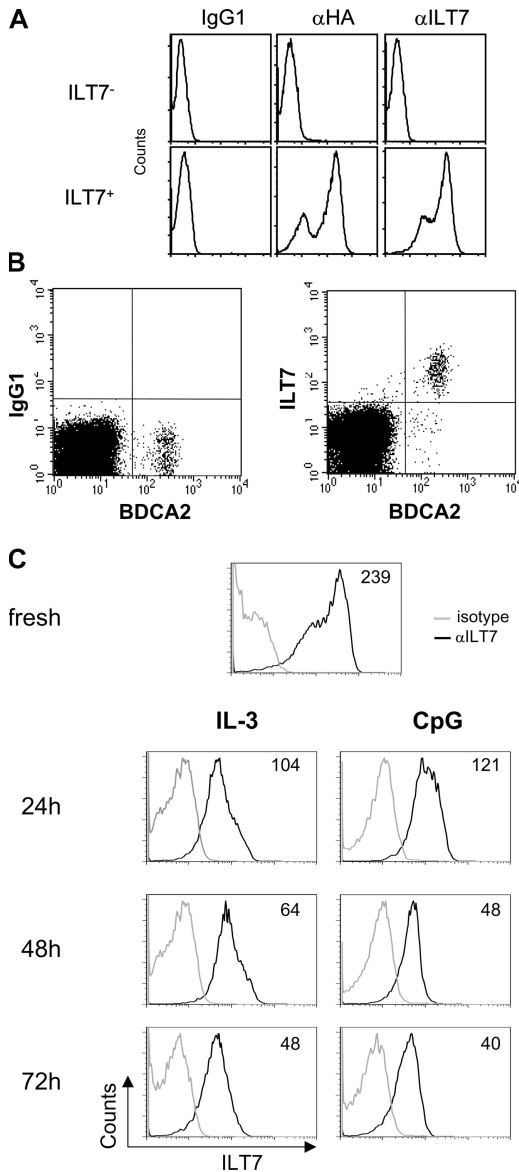 A
IgG1 αHA αILT7
ILT7-
Counts
ILT7+
B
10⁴ 10³ 10² 10¹ 10⁰
IgG1
10⁰ 10¹ 10² 10³ 10⁴
BDCA2
10⁴ 10³ 10² 10¹ 10⁰
ILT7
10⁰ 10¹ 10² 10³ 10⁴
BDCA2
C
fresh
239
isotype
αILT7
IL-3 CpG
24h 104 121
48h 64 48
72h 48 40
Counts
ILT7